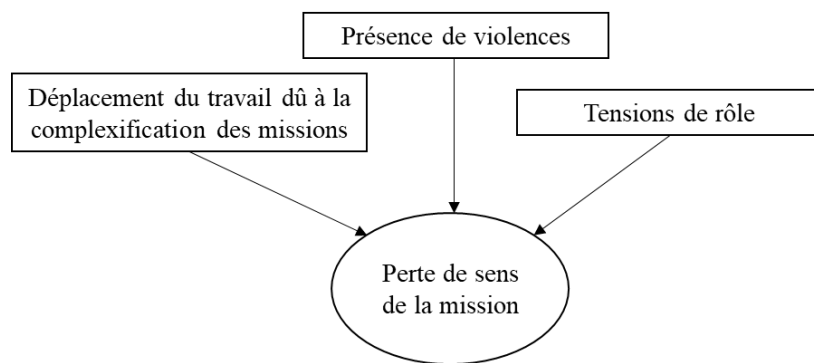 Présence de violences
Déplacement du travail dû à la
complexification des missions
Tensions de rôle
Perte de sens
de la mission